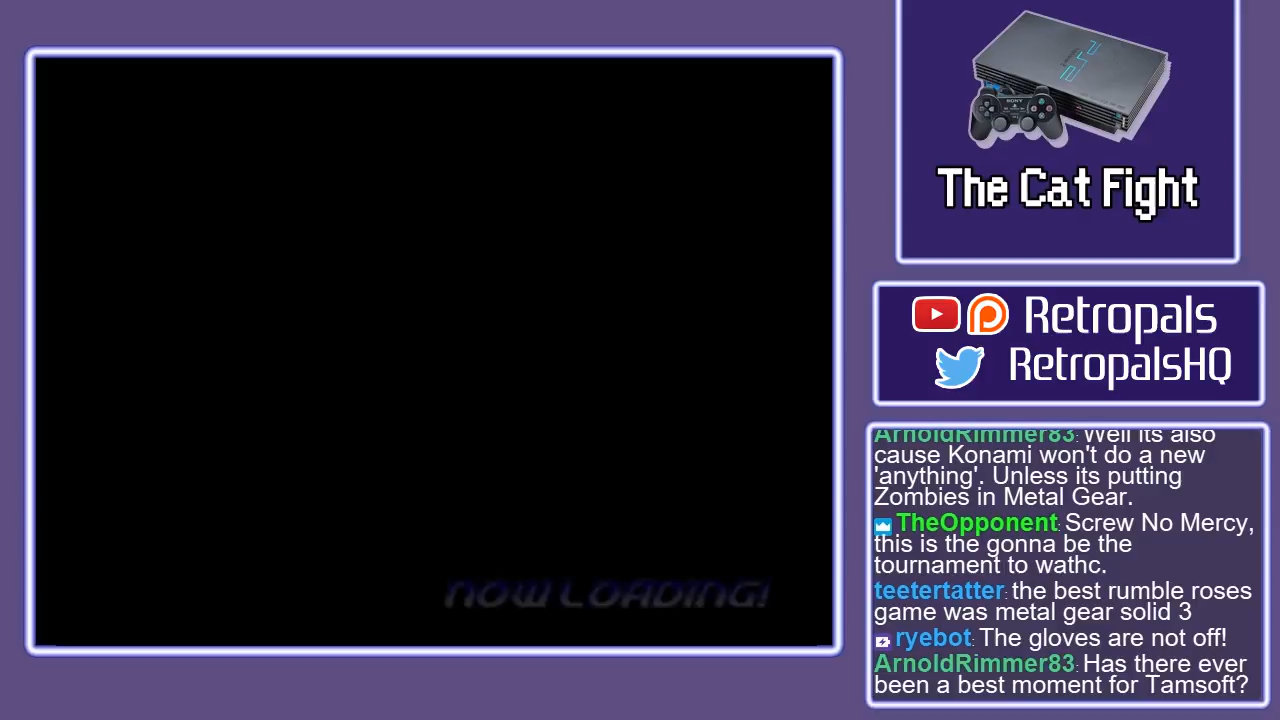 The Cat Fight
Retropals
RetropalsHQ
NOW LOADING!
ArnoldRimmer83: Well its also
cause Konami won't do a new
'anything'. Unless its putting
Zombies in Metal Gear.
TheOpponent: Screw No Mercy,
this is the gonna be the
tournament to wathc.
teetertatter: the best rumble roses
game was metal gear solid 3
ryebot: The gloves are not off!
ArnoldRimmer83: Has there ever
been a best moment for Tamsoft?